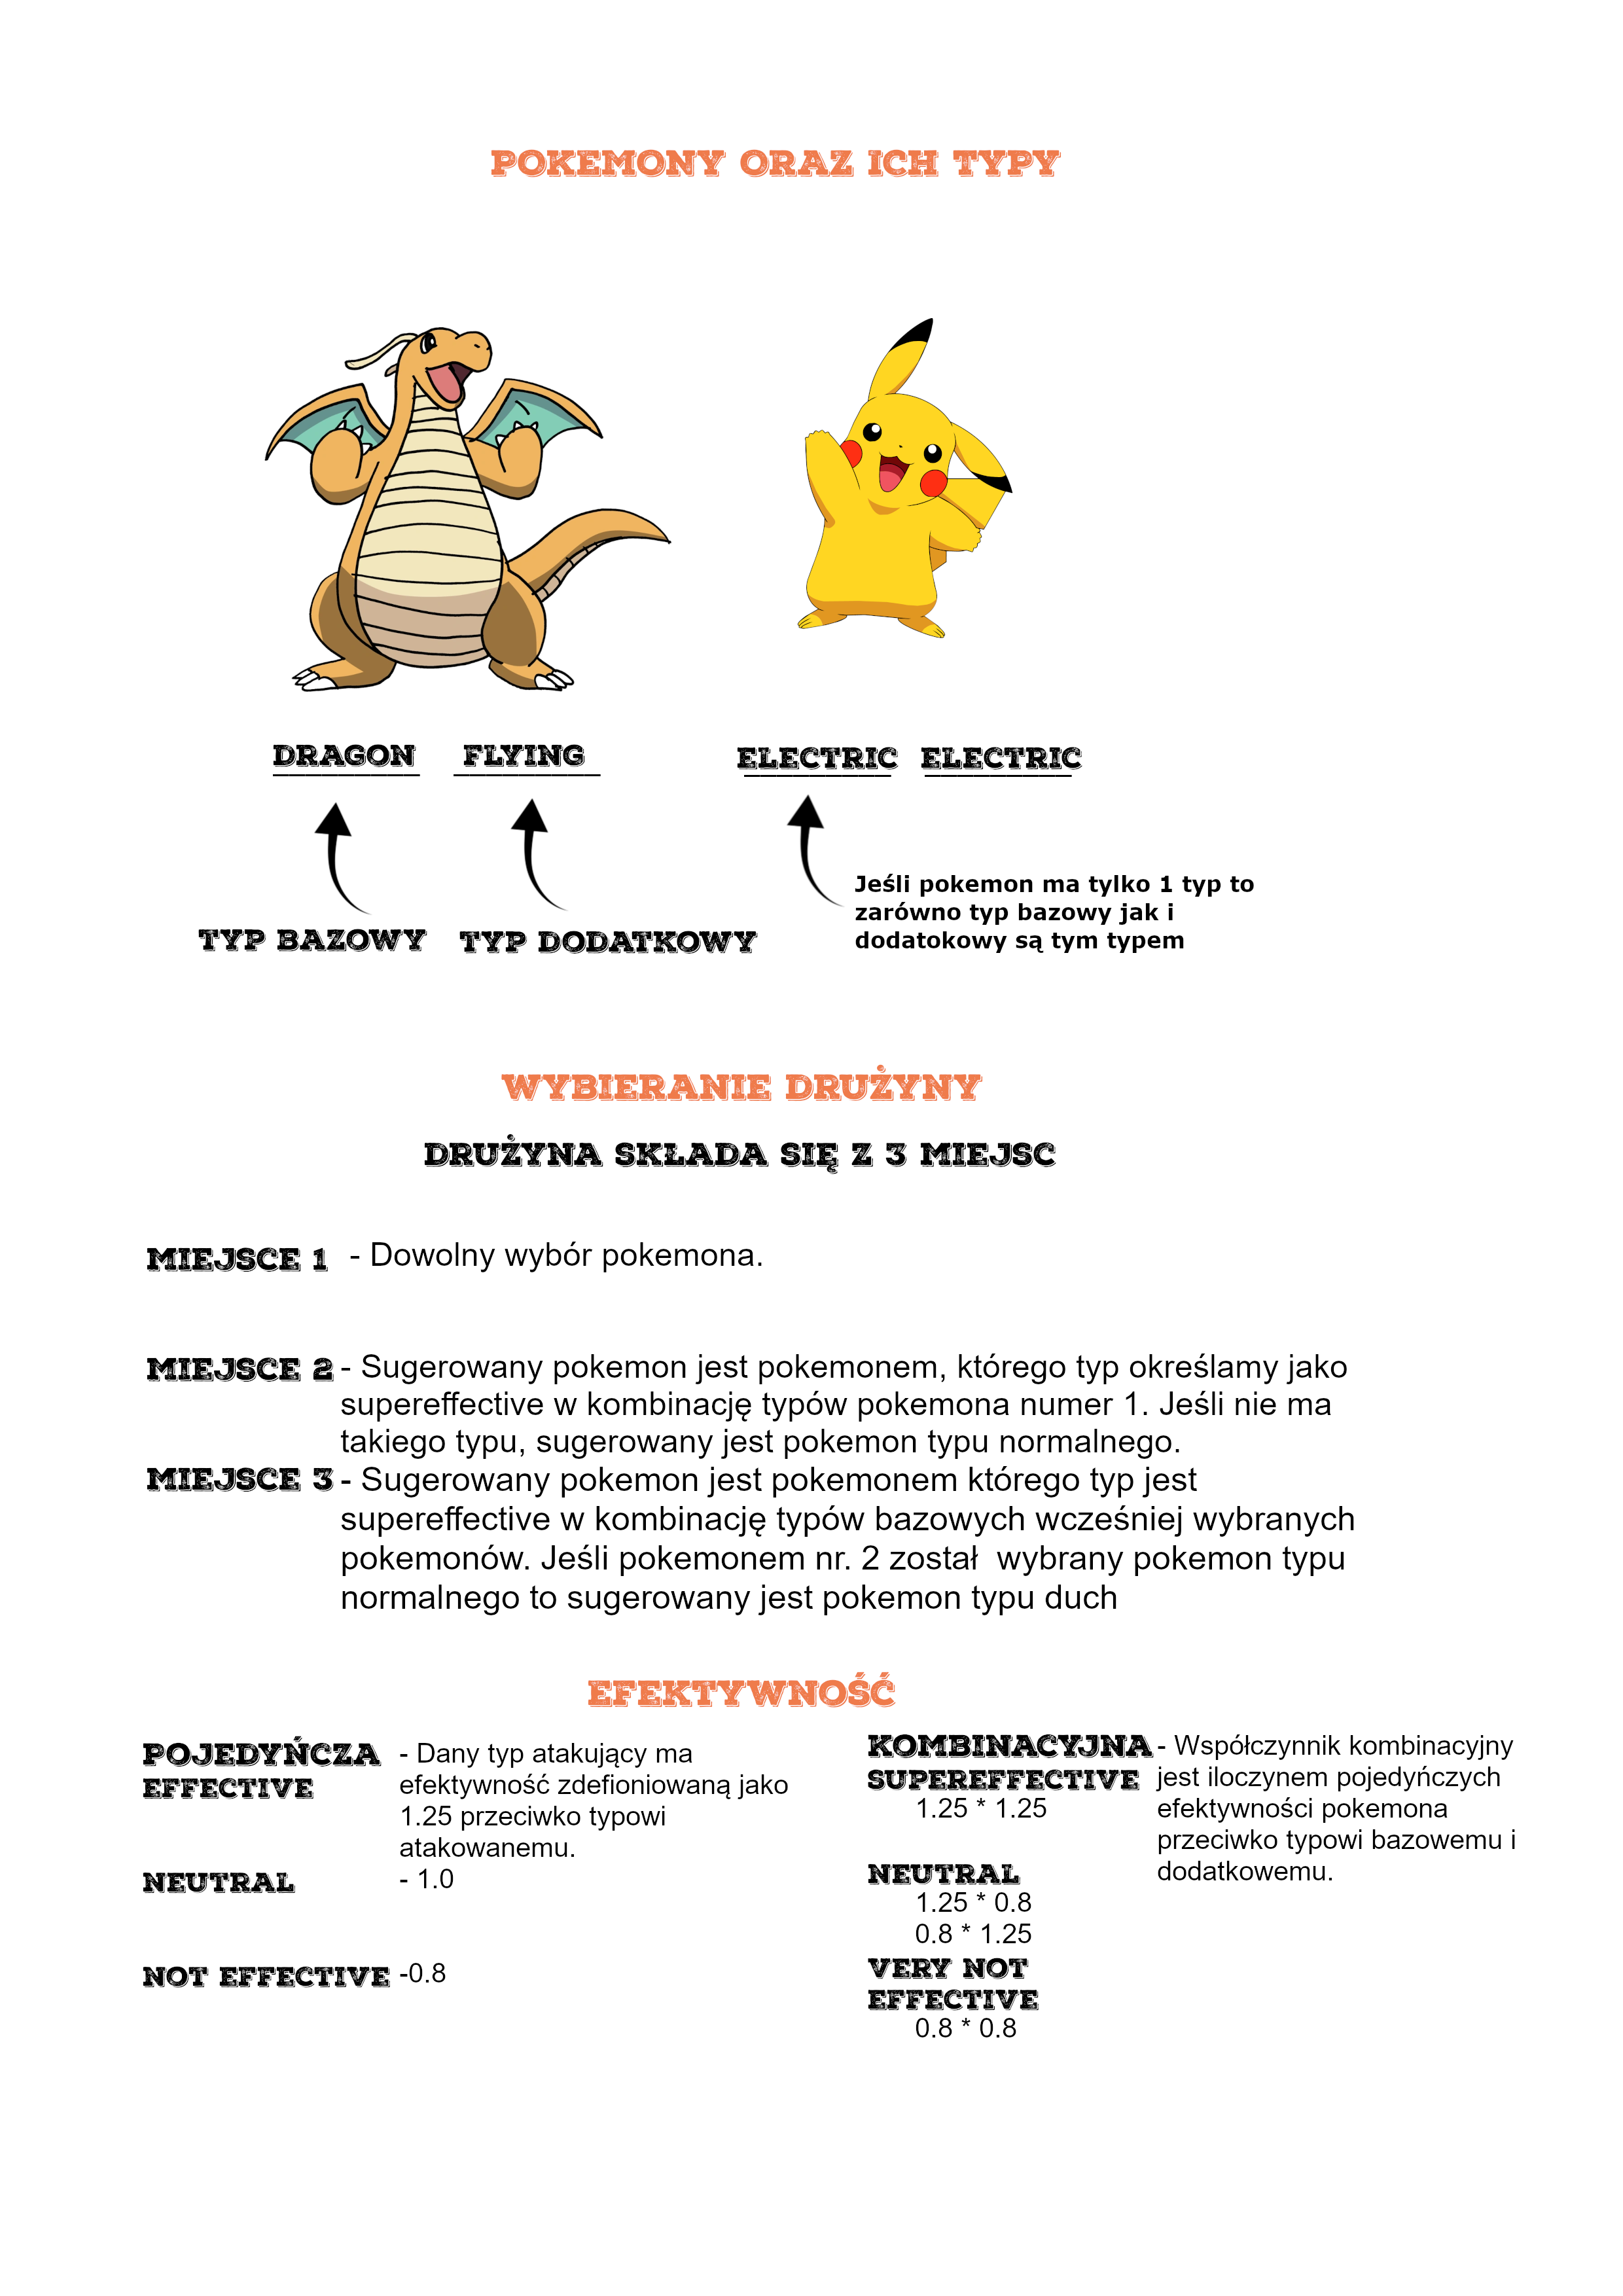 POKEMONY ORAZ ICH TYPY
DRAGON FLYING
ELECTRIC ELECTRIC
TYP BAZOWY
TYP DODATKOWY
Jeśli pokemon ma tylko 1 typ to
zarówno typ bazowy jak i
dodatokowy są tym typem
WYBIERANIE DRUŻYNY
DRUŻYNA SKŁADA SIĘ Z 3 MIEJSC
MIEJSCE 1 - Dowolny wybór pokemona.
MIEJSCE 2 - Sugerowany pokemon jest pokemonem, którego typ określamy jako
supereffective w kombinację typów pokemona numer 1. Jeśli nie ma
takiego typu, sugerowany jest pokemon typu normalnego.
MIEJSCE 3 - Sugerowany pokemon jest pokemonem którego typ jest
supereffective w kombinację typów bazowych wcześniej wybranych
pokemonów. Jeśli pokemonem nr. 2 został wybrany pokemon typu
normalnego to sugerowany jest pokemon typu duch
EFEKTYWNOŚĆ
POJEDYŃCZA
EFFECTIVE
- Dany typ atakujący ma
efektywność zdefioniowaną jako
1.25 przeciwko typowi
atakowanemu.
NEUTRAL - 1.0
NOT EFFECTIVE -0.8
KOMBINACYJNA
SUPEREFFECTIVE
1.25 * 1.25
- Współczynnik kombinacyjny
jest iloczynem pojedyńczych
efektywności pokemona
przeciwko typowi bazowemu i
dodatkowemu.
NEUTRAL
1.25 * 0.8
0.8 * 1.25
VERY NOT
EFFECTIVE
0.8 * 0.8